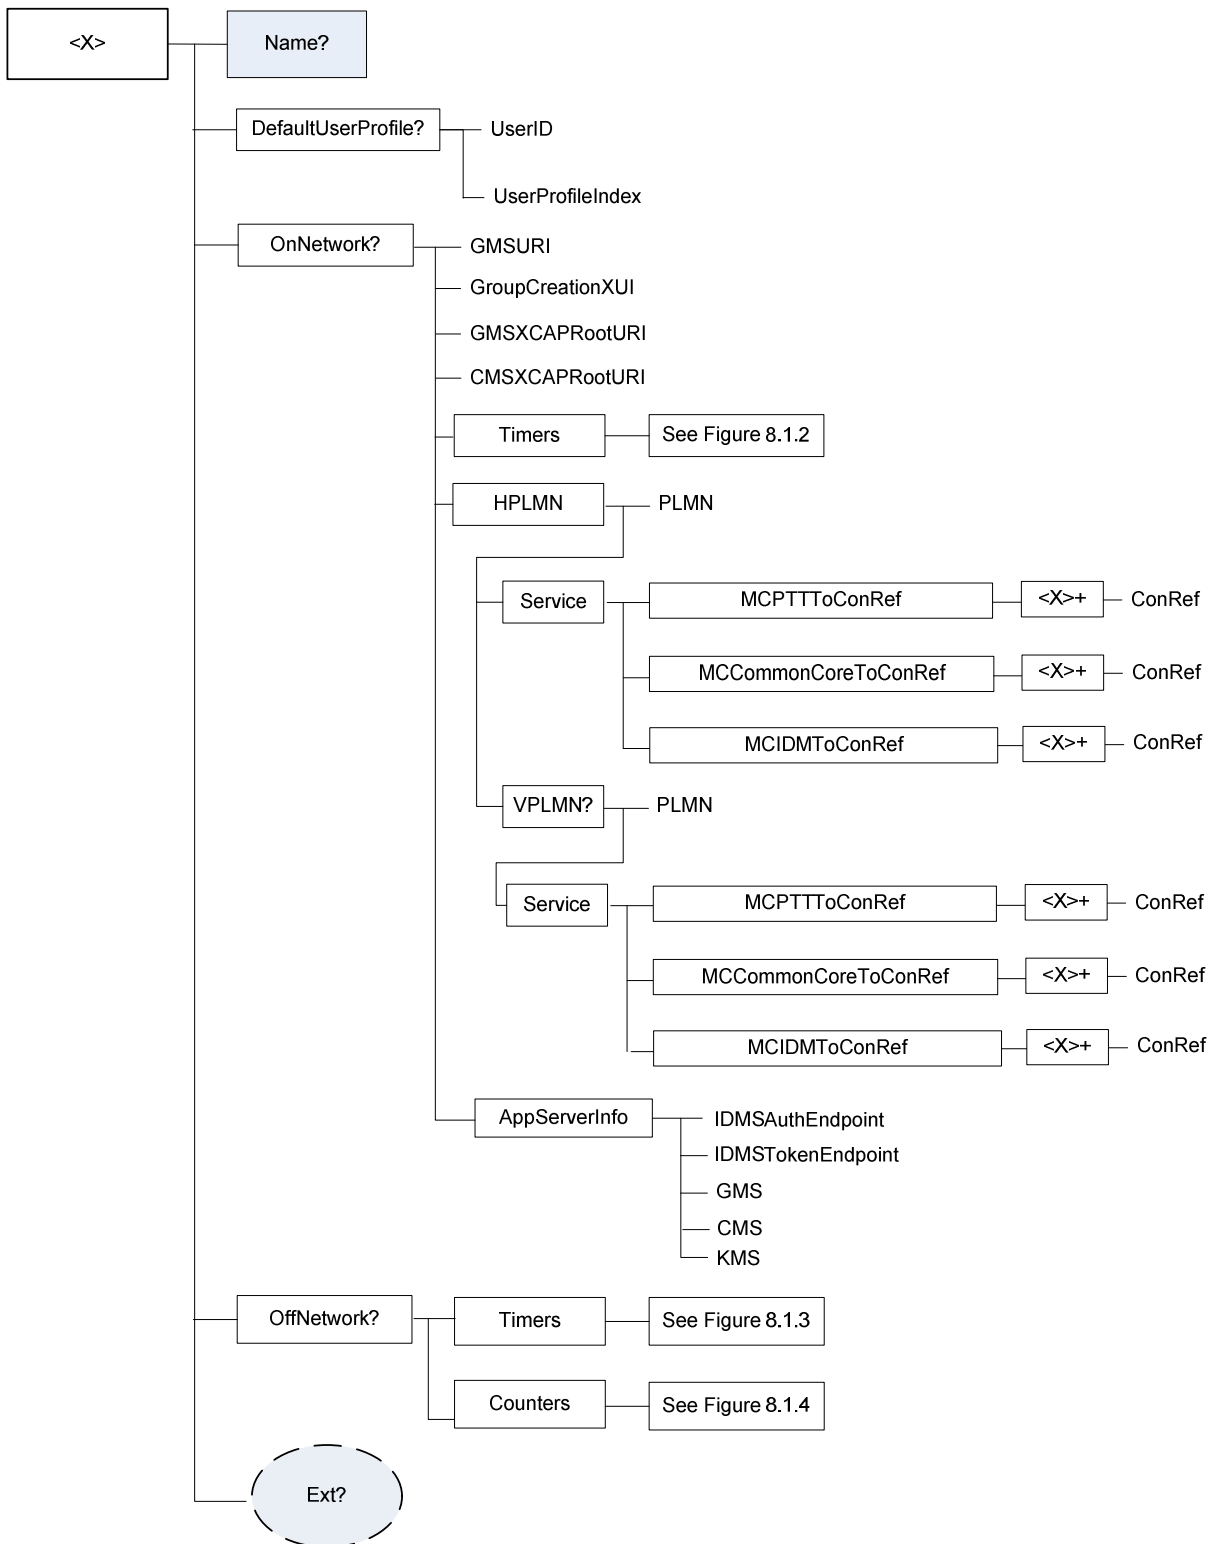 <X>
Name?
DefaultUserProfile?
UserID
UserProfileIndex
OnNetwork?
GMSURI
GroupCreationXUI
GMSXCAPRootURI
CMSXCAPRootURI
Timers
See Figure 8.1.2
HPLMN
PLMN
Service
MCPTTToConRef
<X>+
ConRef
MCCommonCoreToConRef
<X>+
ConRef
MCIDMToConRef
<X>+
ConRef
VPLMN?
PLMN
Service
MCPTTToConRef
<X>+
ConRef
MCCommonCoreToConRef
<X>+
ConRef
MCIDMToConRef
<X>+
ConRef
AppServerInfo
IDMSAuthEndpoint
IDMSTokenEndpoint
GMS
CMS
KMS
OffNetwork?
Timers
See Figure 8.1.3
Counters
See Figure 8.1.4
Ext?